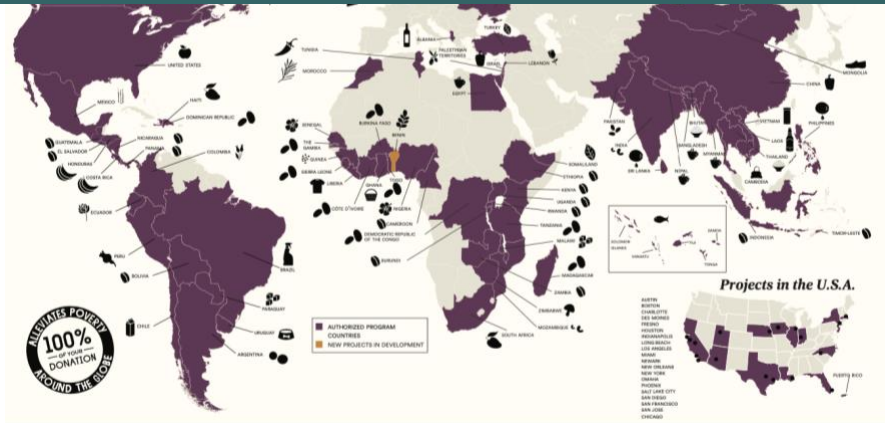 UNITED STATES
MEXICO
HAITI
DOMINICAN REPUBLIC
GUATEMALA
EL SALVADOR
NICARAGUA
PANAMA
HONDURAS
COSTA RICA
COLOMBIA
ECUADOR
PERU
BOLIVIA
BRAZIL
PARAGUAY
CHILE
URUGUAY
ARGENTINA
ALLEVIATES POVERTY
100%
OF YOUR
DONATION
AROUND THE GLOBE
TUNISIA
MOROCCO
ALBANIA
PALESTINIAN
TERRITORIES
TURKEY
ISRAEL
LEBANON
EGYPT
SENEGAL
THE
GAMBIA
GUINEA
SIERRA LEONE
LIBERIA
CÔTE D'IVOIRE
BURKINA FASO
BENIN
GHANA
TOGO
NIGERIA
CAMEROON
DEMOCRATIC REPUBLIC
OF THE CONGO
BURUNDI
SOMALILAND
ETHIOPIA
KENYA
UGANDA
RWANDA
TANZANIA
MALAWI
MADAGASCAR
ZAMBIA
ZIMBABWE
MOZAMBIQUE
SOUTH AFRICA
AUTHORIZED PROGRAM
COUNTRIES
NEW PROJECTS IN DEVELOPMENT
MONGOLIA
CHINA
PAKISTAN
INDIA
SRI LANKA
NEPAL
BHUTAN
BANGLADESH
MYANMAR
VIETNAM
LAOS
THAILAND
CAMBODIA
PHILIPPINES
INDONESIA
TIMOR-LESTE
SOLOMON
ISLANDS
VANUATU
FIJI
SAMOA
TONGA
Projects in the U.S.A.
AUSTIN
BOSTON
CHARLOTTE
DES MOINES
FRESNO
HOUSTON
INDIANAPOLIS
LONG BEACH
LOS ANGELES
MIAMI
NEWARK
NEW ORLEANS
NEW YORK
OMAHA
PHOENIX
SALT LAKE CITY
SAN DIEGO
SAN FRANCISCO
SAN JOSE
CHICAGO
PUERTO RICO